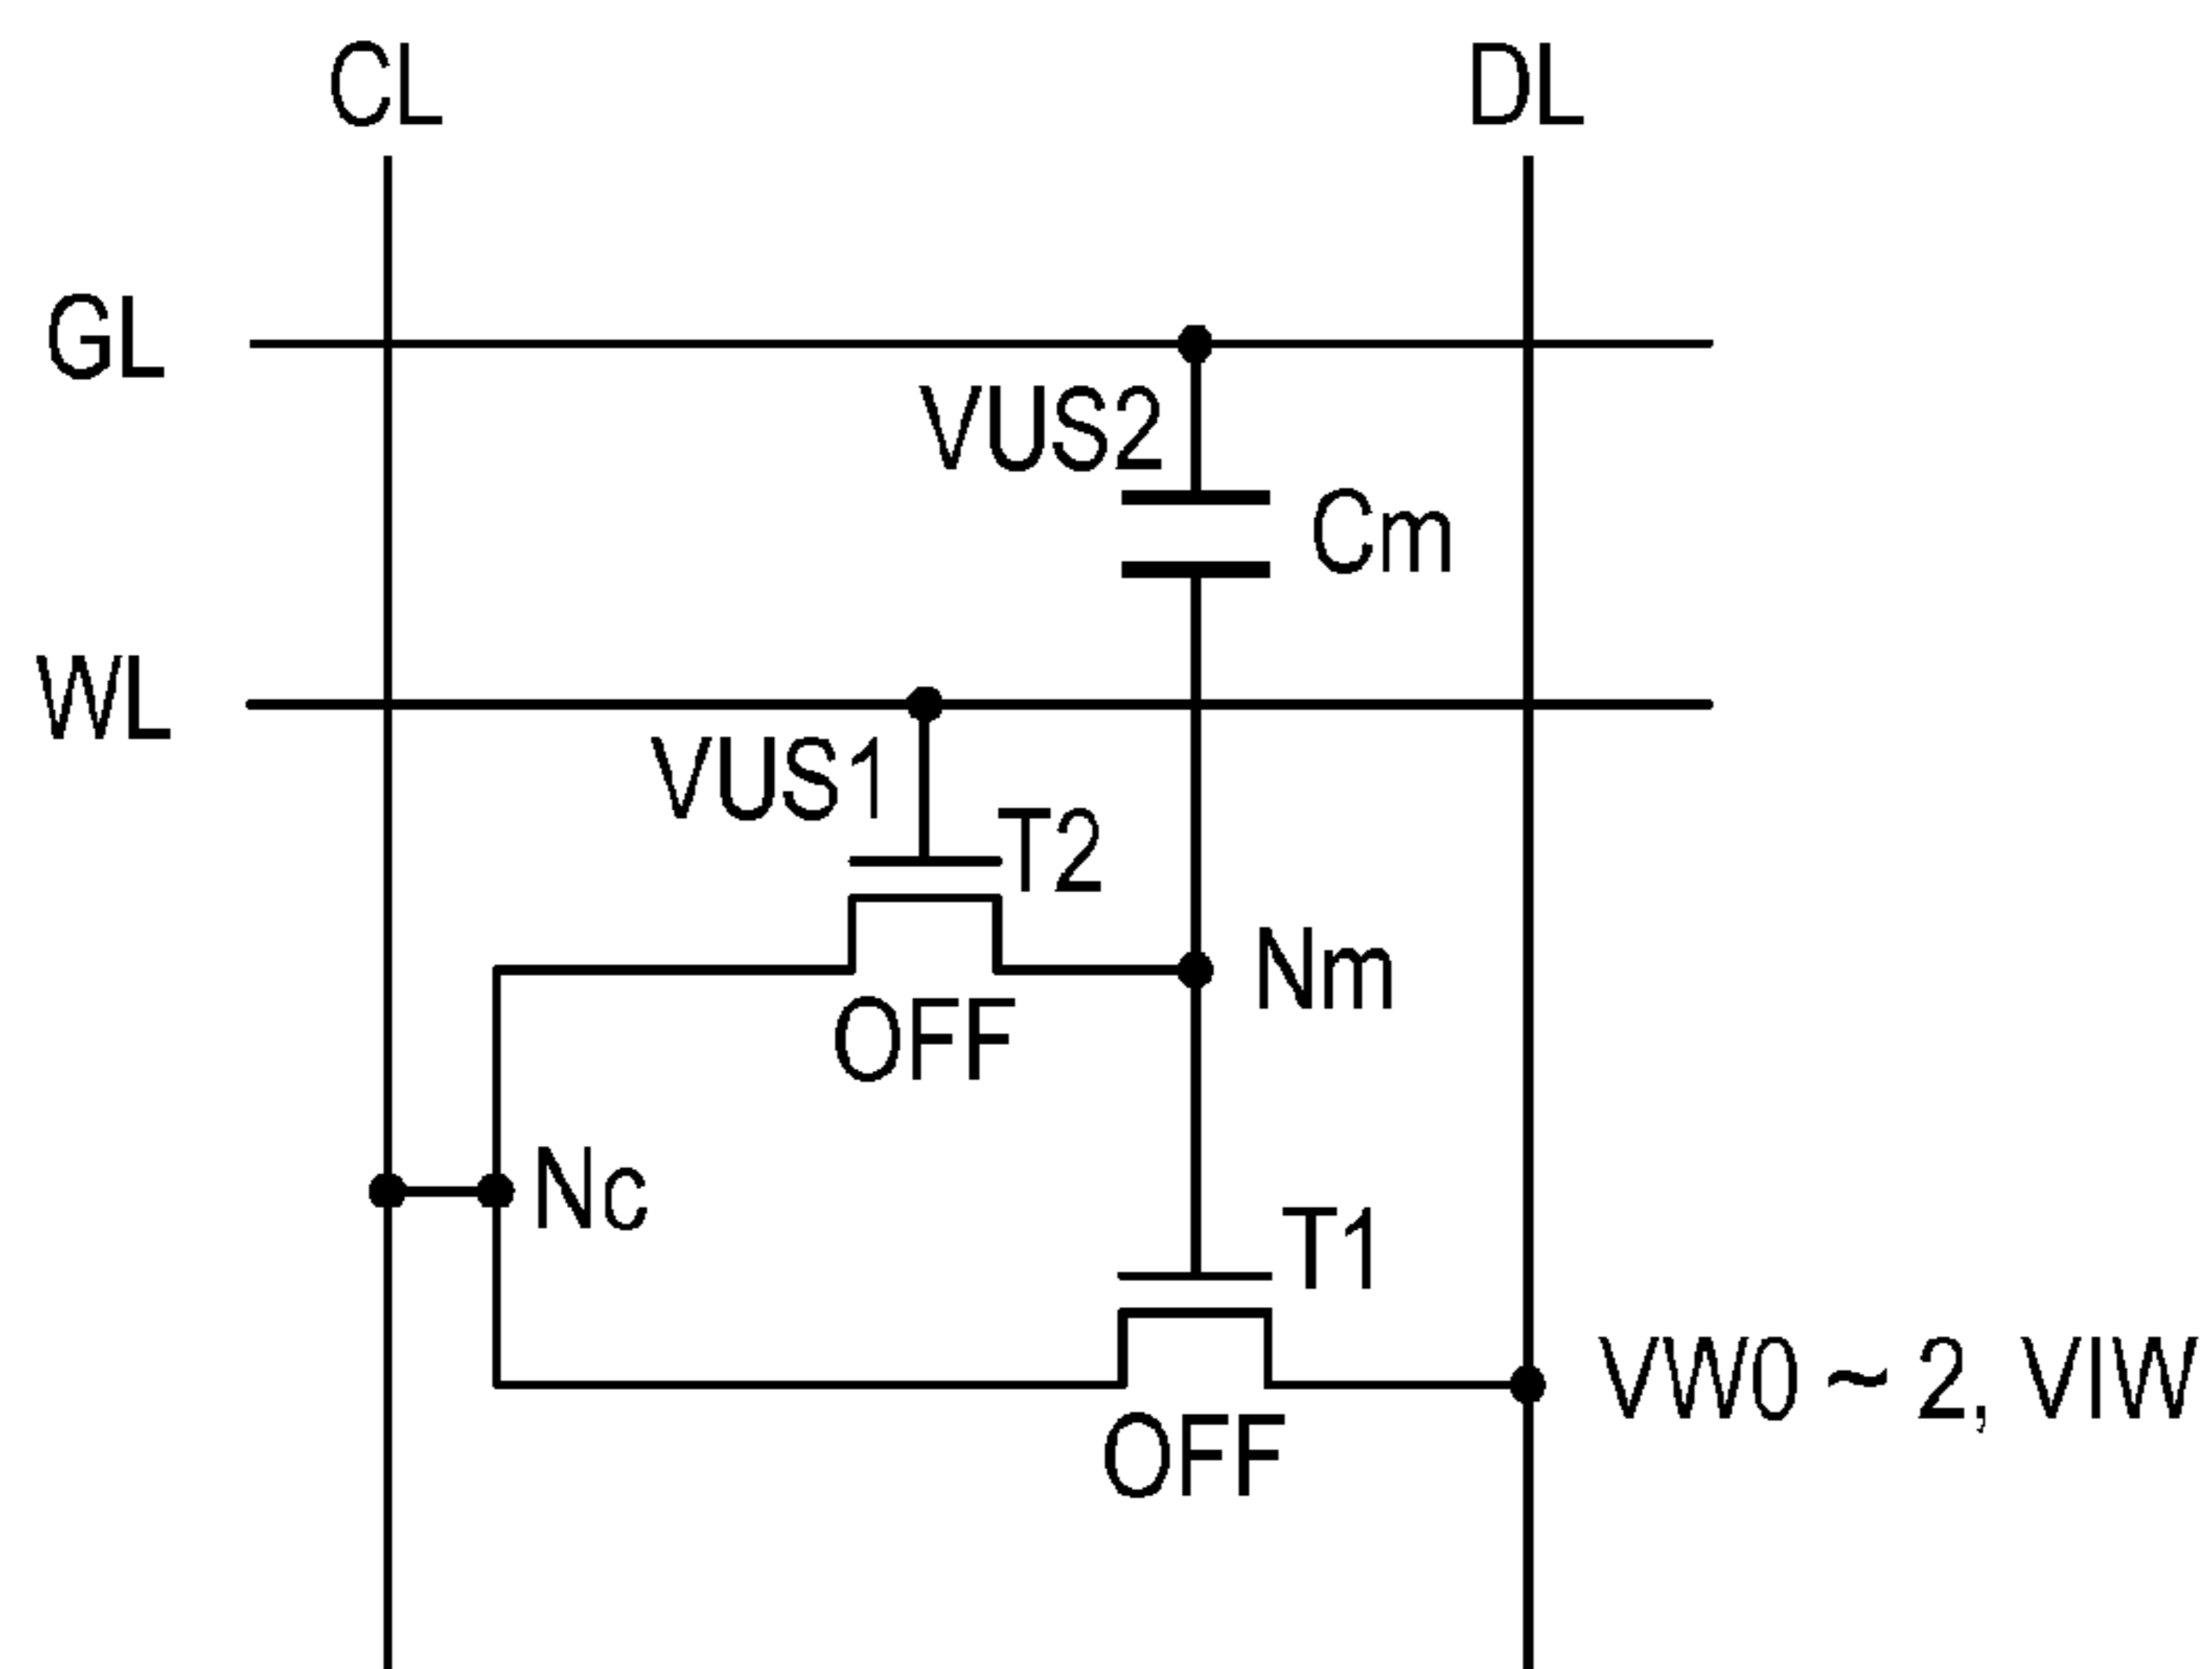 CL
DL
GL
VUS2
Cm
WL
VUS1
T2
Nm
OFF
Nc
T1
VW0 ~ 2, VIW
OFF